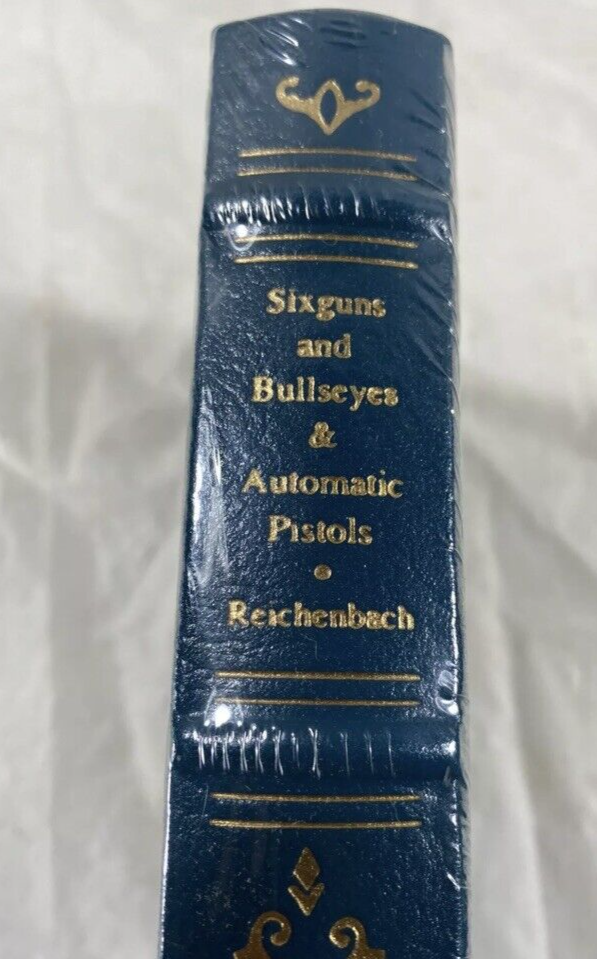 Sixguns
and
Bullseyes
&
Automatic
Pistols
•
Reichenbach